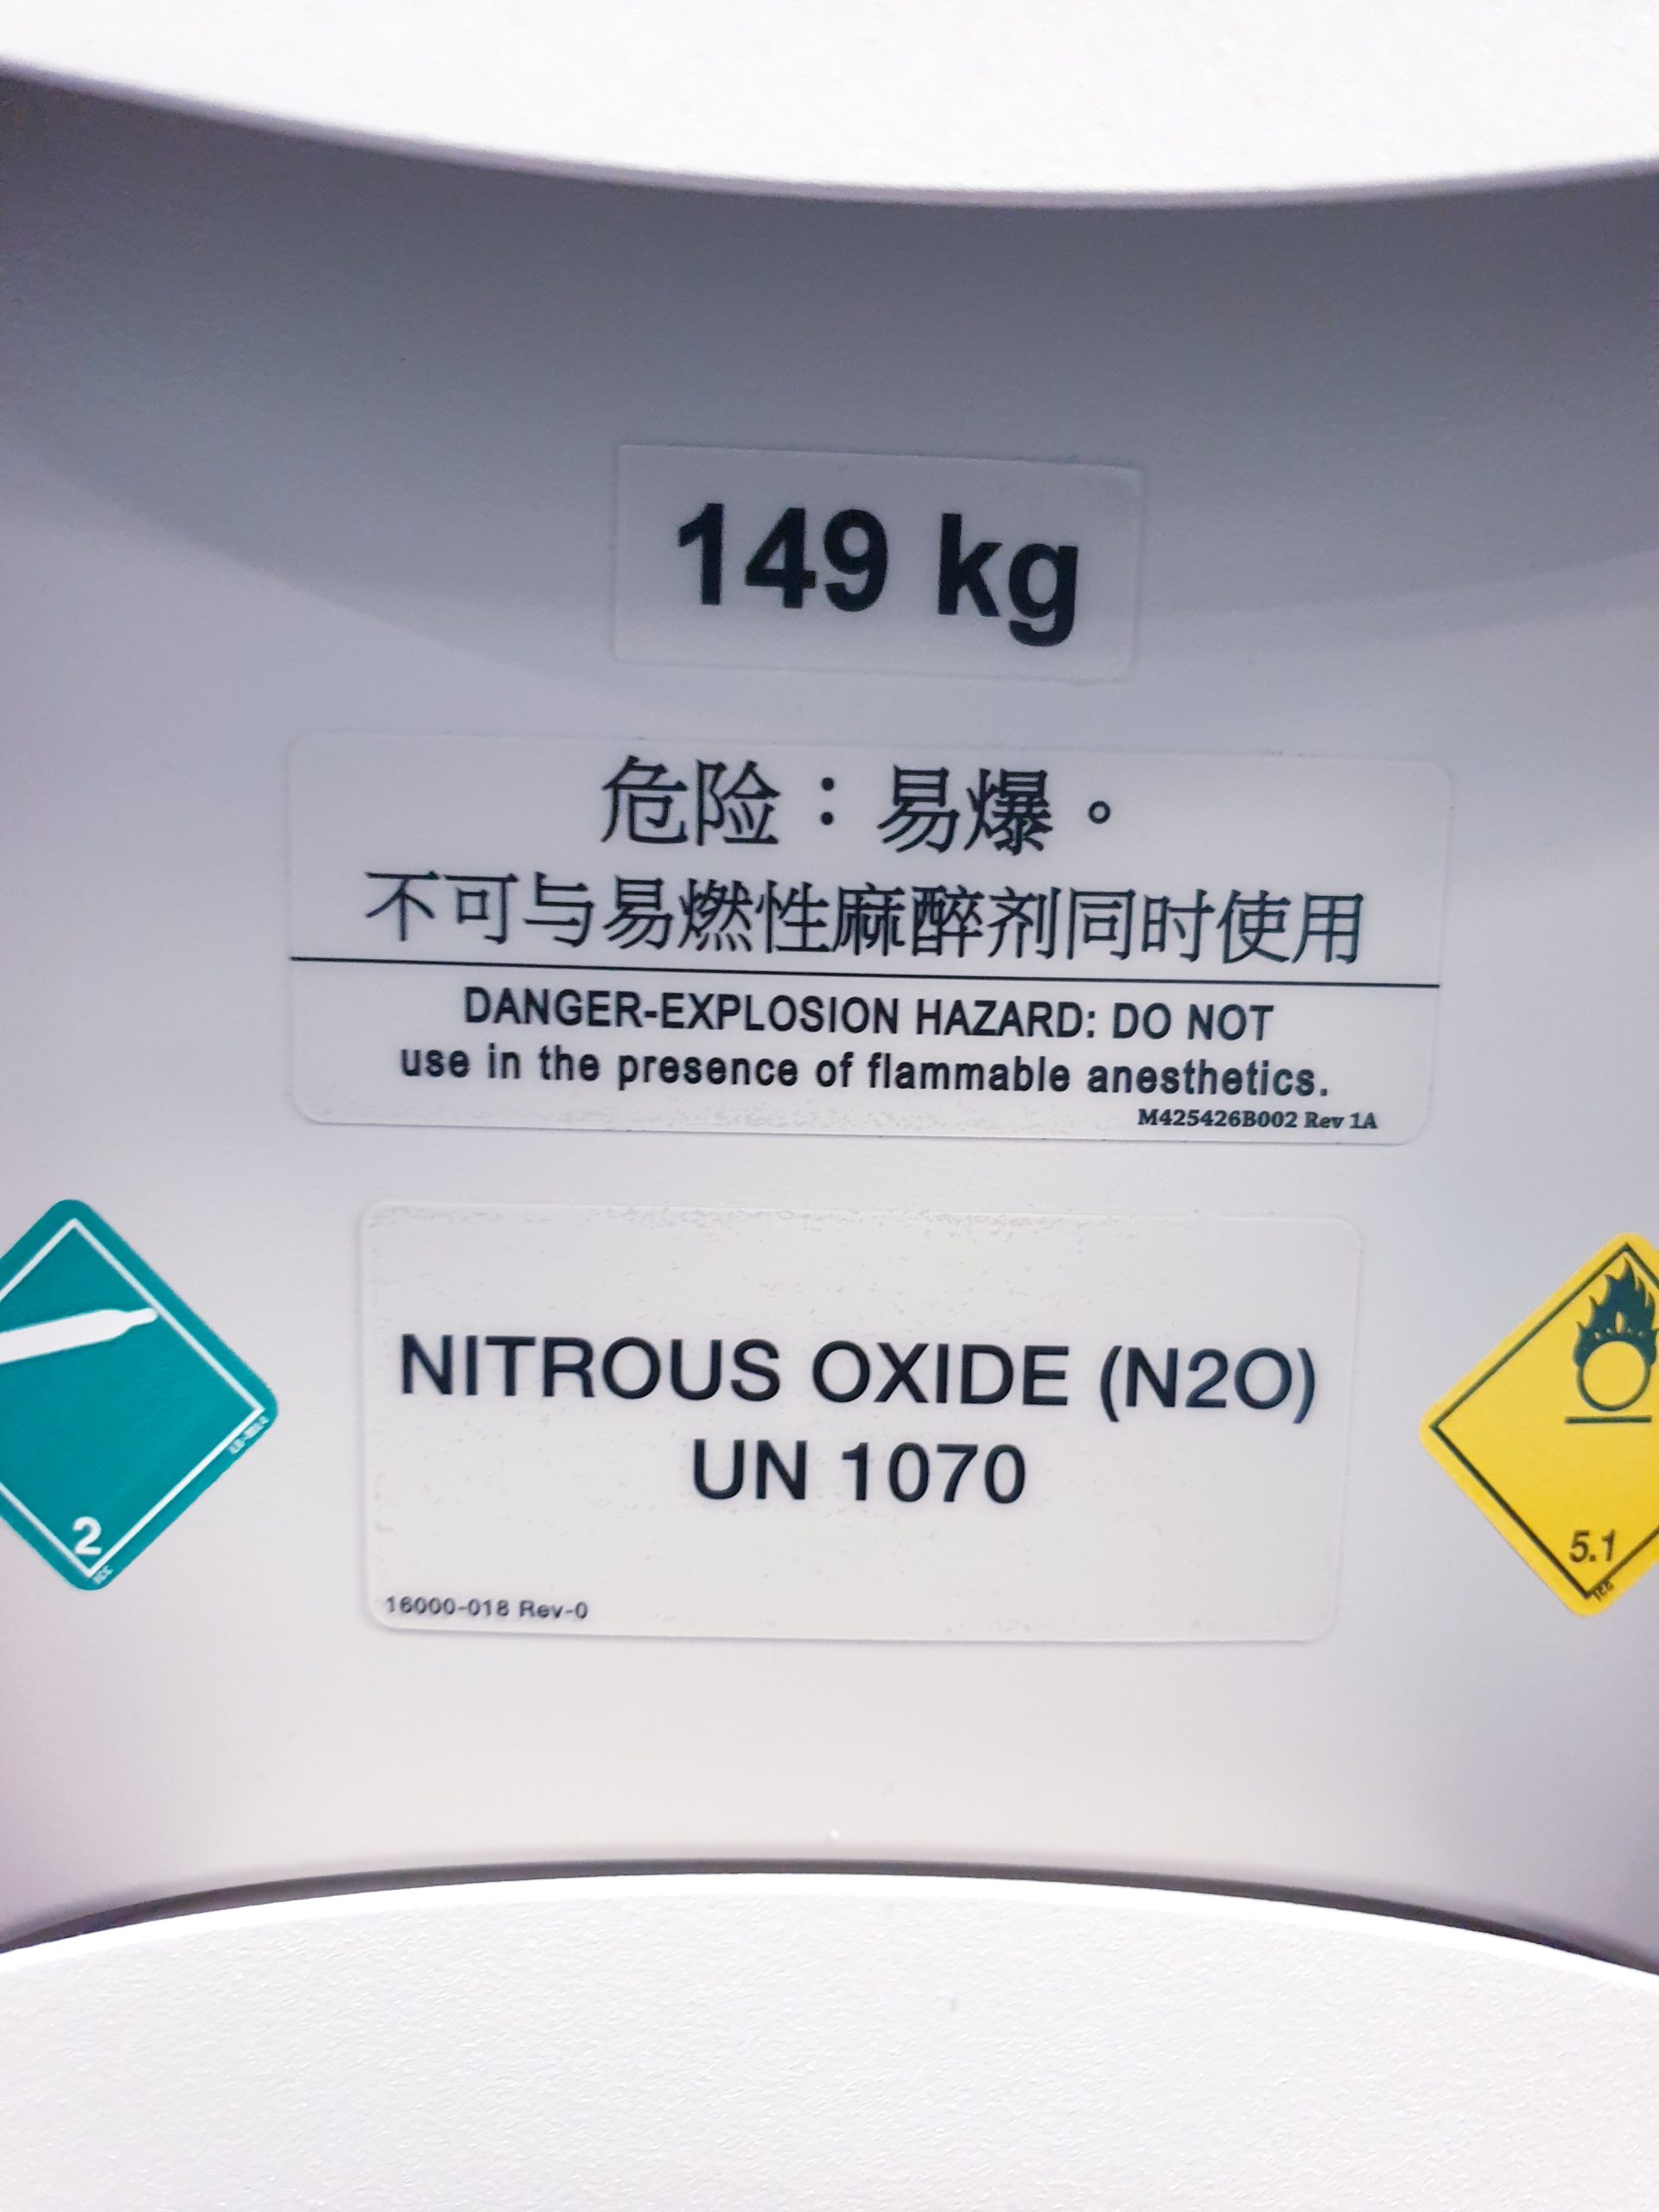 149 kg
危险：易爆。
不可与易燃性麻醉剂同时使用
DANGER-EXPLOSION HAZARD: DO NOT
use in the presence of flammable anesthetics.
M425426B002 Rev 1A
NITROUS OXIDE (N2O)
UN 1070
16000-018 Rev-0
2
5.1